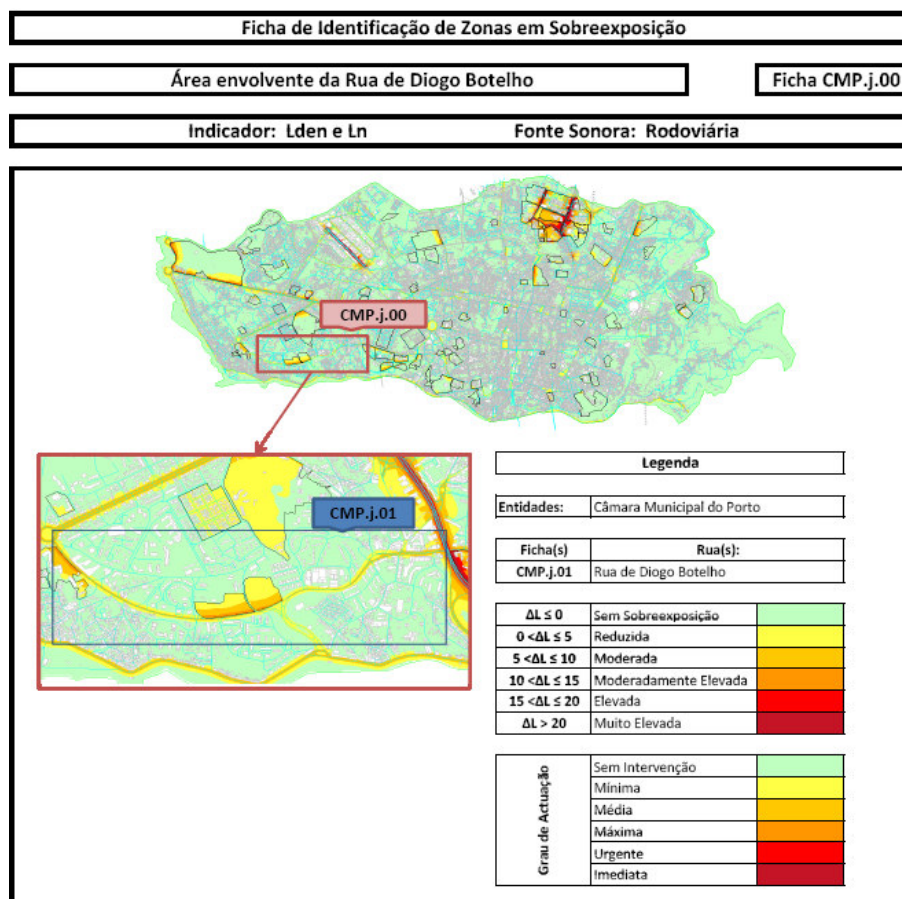 Ficha de Identificação de Zonas em Sobreexposição
Área envolvente da Rua de Diogo Botelho
Ficha CMP.j.00
Indicador: Lden e Ln Fonte Sonora: Rodoviária
CMP.j.00
CMP.j.01
Legenda
Entidades: Câmara Municipal do Porto
Ficha(s) Rua(s):
CMP.j.01 Rua de Diogo Botelho
ΔL ≤ 0 Sem Sobreexposição
0 <ΔL ≤ 5 Reduzida
5 <ΔL ≤ 10 Moderada
10 <ΔL ≤ 15 Moderadamente Elevada
15 <ΔL ≤ 20 Elevada
ΔL > 20 Muito Elevada
Grau de Actuação
Sem Intervenção
Mínima
Média
Máxima
Urgente
Imediata